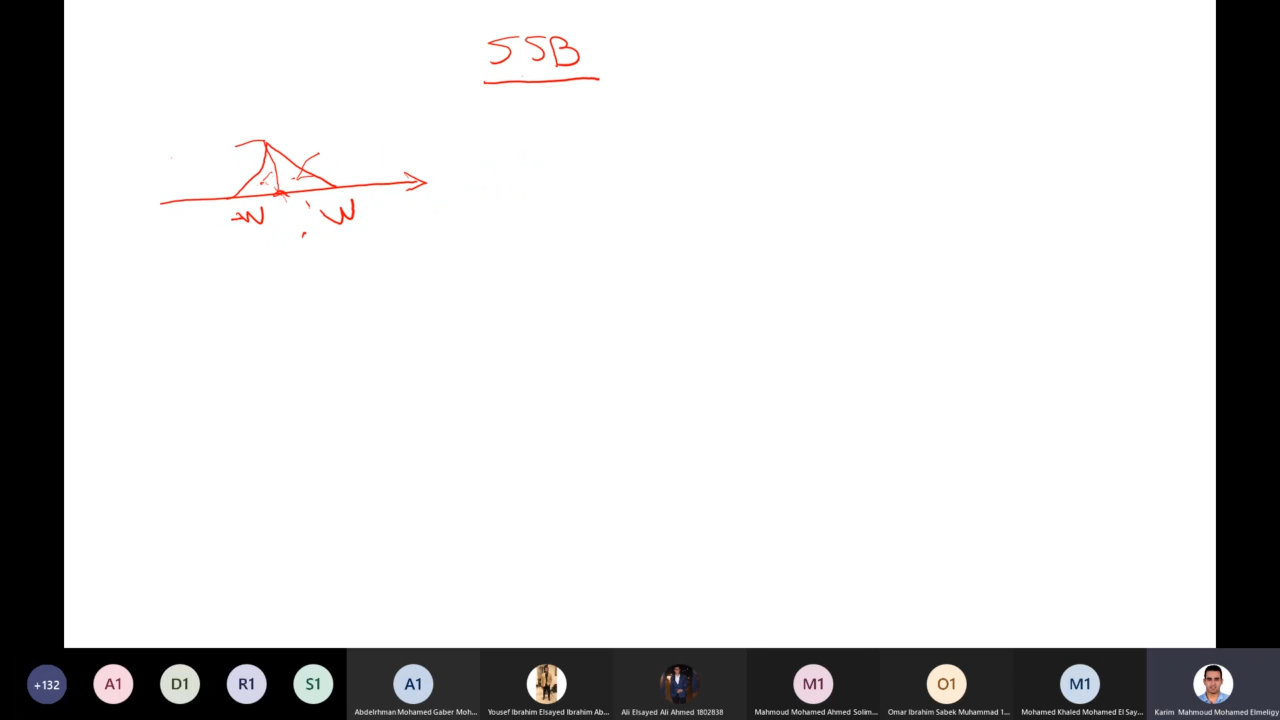 SSB
-W W
+132 A1 D1 R1 S1 A1 M1 O1 M1
Abdelrhman Mohamed Gaber Moh... Yousef Ibrahim Elsayed Ibrahim Ab... Ali Elsayed Ali Ahmed 1802838 Mahmoud Mohamed Ahmed Solim... Omar Ibrahim Sabek Muhammad 1... Mohamed Khaled Mohamed El Say... Karim Mahmoud Mohamed Elmelig